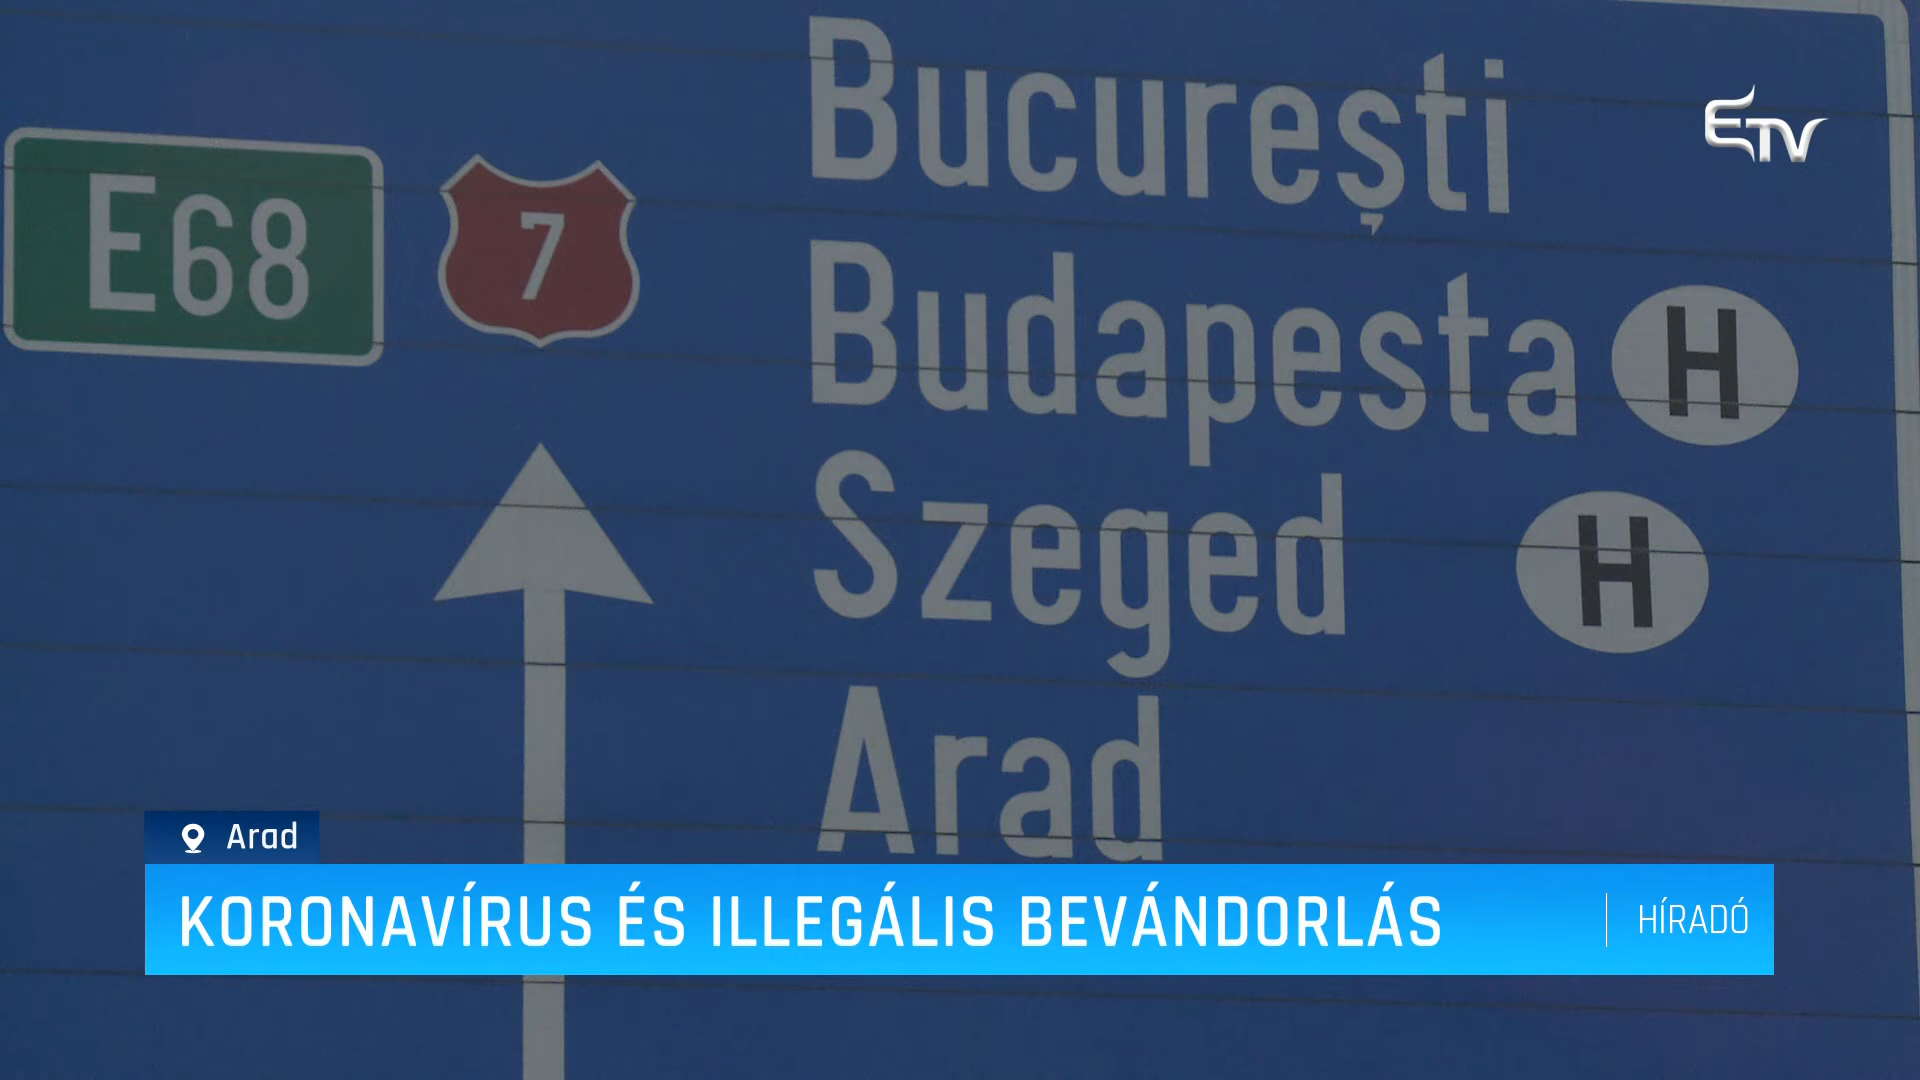 București
ETV
E68
7
Budapesta H
Szeged H
Arad
Arad
KORONAVÍRUS ÉS ILLEGÁLIS BEVÁNDORLÁS
HÍRADÓ